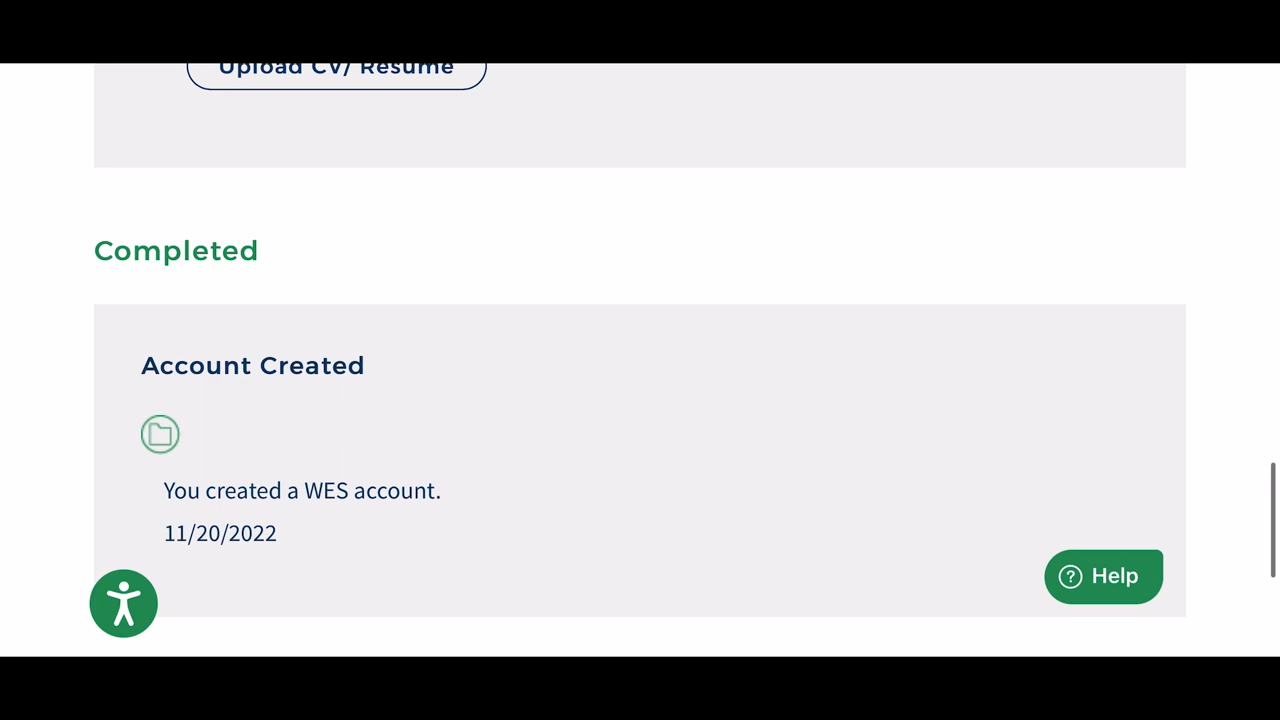 Upload CV/ Resume
Completed
Account Created
You created a WES account.
11/20/2022
? Help